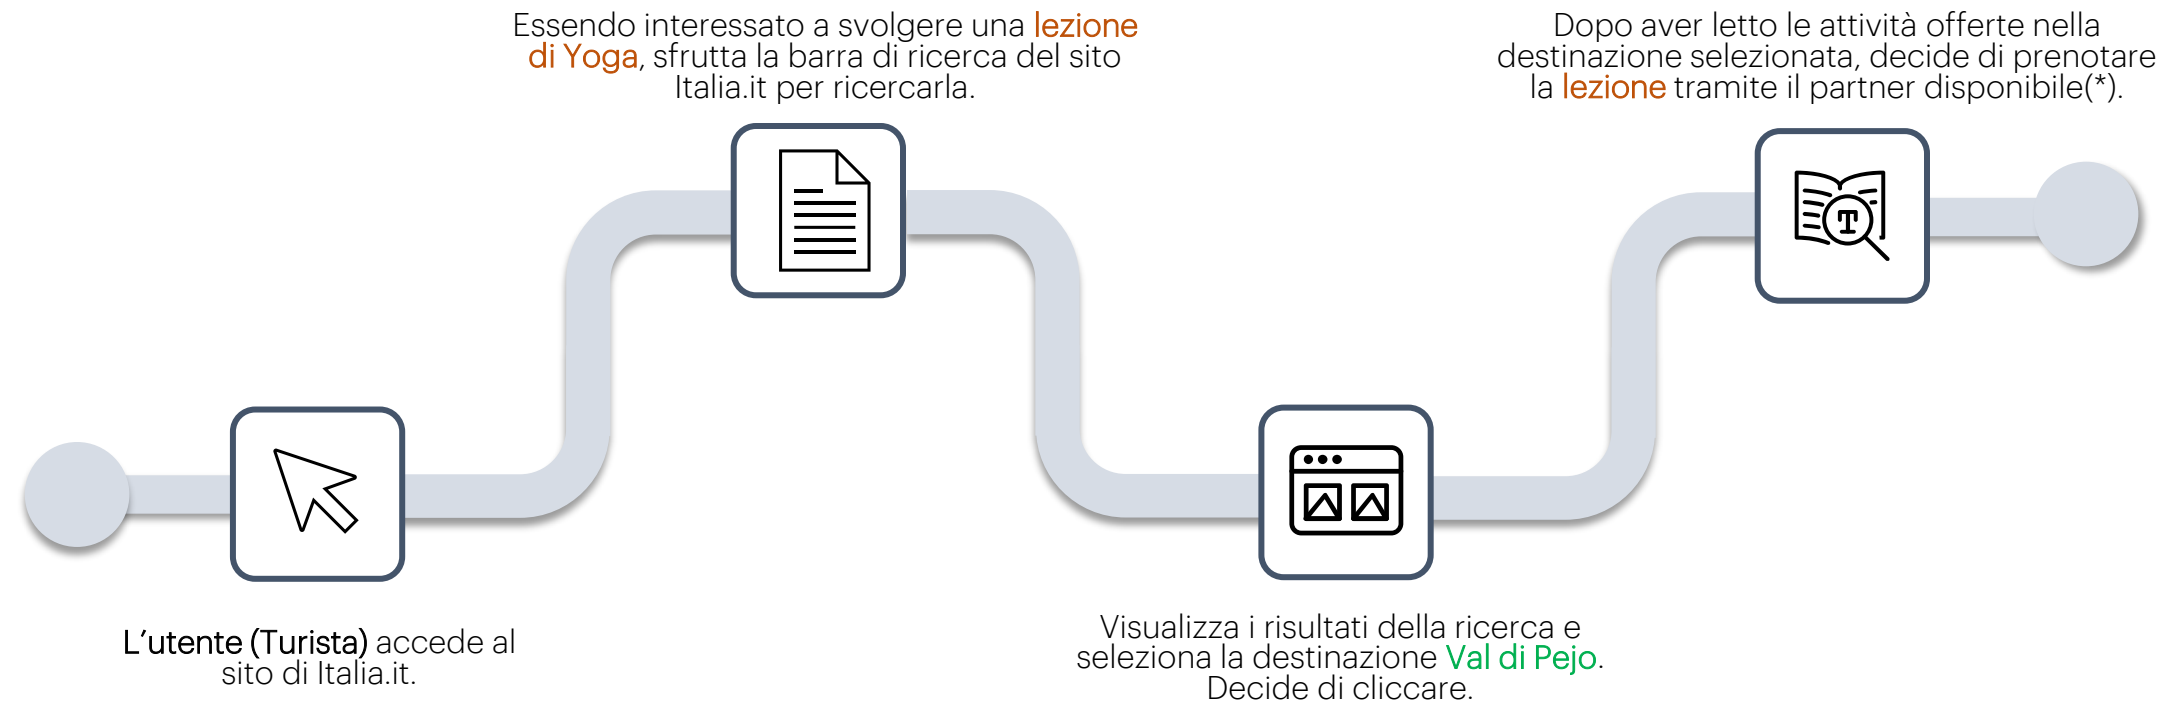 L’utente (Turista) accede al
sito di Italia.it.
Essendo interessato a svolgere una lezione
di Yoga, sfrutta la barra di ricerca del sito
Italia.it per ricercarla.
Visualizza i risultati della ricerca e
seleziona la destinazione Val di Pejo.
Decide di cliccare.
Dopo aver letto le attività offerte nella
destinazione selezionata, decide di prenotare
la lezione tramite il partner disponibile(*).
T